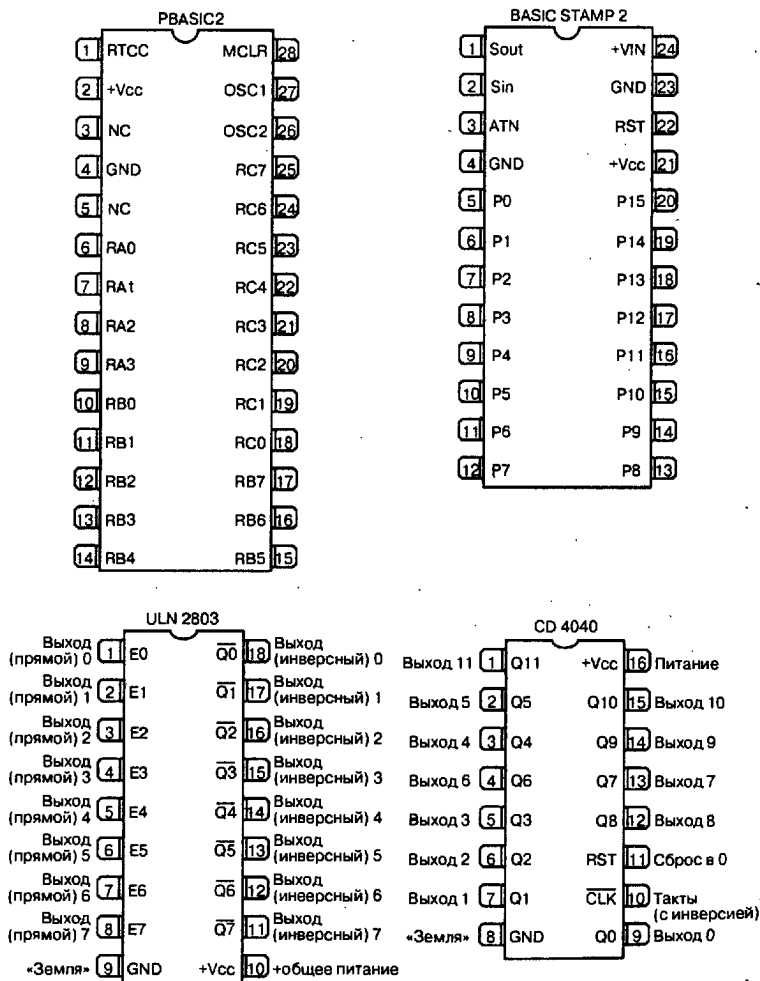 PBASIC2
1 RTCC MCLR 28
2 +Vcc OSC1 27
3 NC OSC2 26
4 GND RC7 25
5 NC RC6 24
6 RA0 RC5 23
7 RA1 RC4 22
8 RA2 RC3 21
9 RA3 RC2 20
10 RB0 RC1 19
11 RB1 RC0 18
12 RB2 RB7 17
13 RB3 RB6 16
14 RB4 RB5 15
BASIC STAMP 2
1 Sout +VIN 24
2 Sin GND 23
3 ATN RST 22
4 GND +Vcc 21
5 P0 P15 20
6 P1 P14 19
7 P2 P13 18
8 P3 P12 17
9 P4 P11 16
10 P5 P10 15
11 P6 P9 14
12 P7 P8 13
ULN 2803
Выход (прямой) 0 1 E0 Q0 18 Выход (инверсный) 0
Выход (прямой) 1 2 E1 Q1 17 Выход (инверсный) 1
Выход (прямой) 2 3 E2 Q2 16 Выход (инверсный) 2
Выход (прямой) 3 4 E3 Q3 15 Выход (инверсный) 3
Выход (прямой) 4 5 E4 Q4 14 Выход (инверсный) 4
Выход (прямой) 5 6 E5 Q5 13 Выход (инверсный) 5
Выход (прямой) 6 7 E6 Q6 12 Выход (инверсный) 6
Выход (прямой) 7 8 E7 Q7 11 Выход (инверсный) 7
«Земля» 9 GND +Vcc 10 +общее питание
CD 4040
Выход 11 1 Q11 +Vcc 16 Питание
Выход 5 2 Q5 Q10 15 Выход 10
Выход 4 3 Q4 Q9 14 Выход 9
Выход 6 4 Q6 Q7 13 Выход 7
Выход 3 5 Q3 Q8 12 Выход 8
Выход 2 6 Q2 RST 11 Сброс в 0
Выход 1 7 Q1 CLK 10 Такты (с инверсией)
«Земля» 8 GND Q0 9 Выход 0